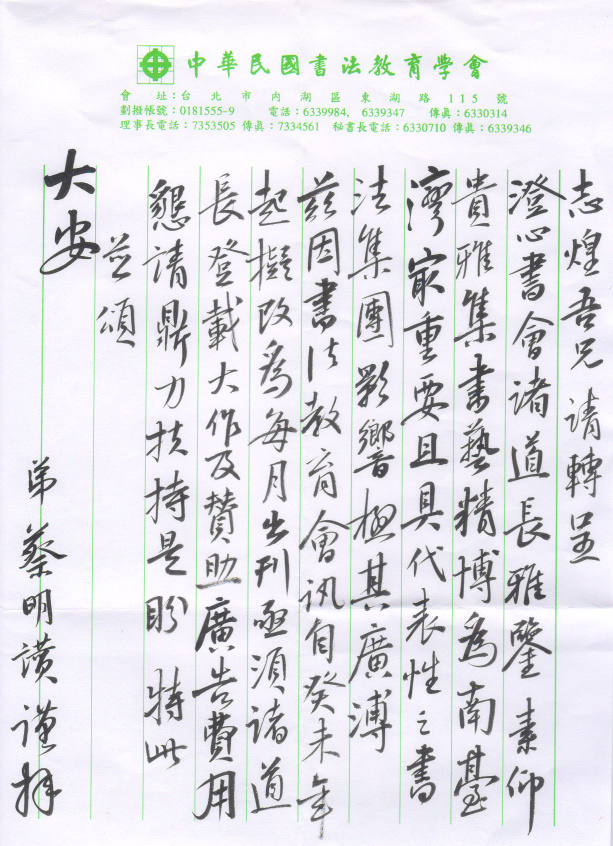 中華民國書法教育學會
會 址：台北市內湖區東湖路115號
劃撥帳號：0181555-9 電話：6339984, 6339347 傳真：6330314
理事長電話：7353505 傳真：7334561 秘書長電話：6330710 傳真：6339346
志煌吾兄請轉呈
澄心書會諸道長雅鑒 素仰
貴雅集書藝精博為南臺
灣最重要且具代表性之書
法集團影響極其廣溥
茲因書法教育會訊自癸未年
起擬改為每月出刊亟須諸道
長登載大作及贊助廣告費用
懇請鼎力扶持是盼 特此
並頌
大安
弟蔡明讚謹拜